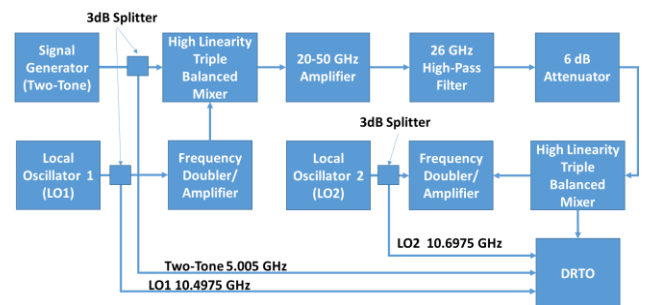 3dB Splitter
Signal
Generator
(Two-Tone)
High Linearity
Triple
Balanced
Mixer
20-50 GHz
Amplifier
26 GHz
High-Pass
Filter
6 dB
Attenuator
3dB Splitter
Local
Oscillator 1
(LO1)
Frequency
Doubler/
Amplifier
Local
Oscillator 2
(LO2)
Frequency
Doubler/
Amplifier
High Linearity
Triple
Balanced
Mixer
LO2 10.6975 GHz
Two-Tone 5.005 GHz
LO1 10.4975 GHz
DRTO